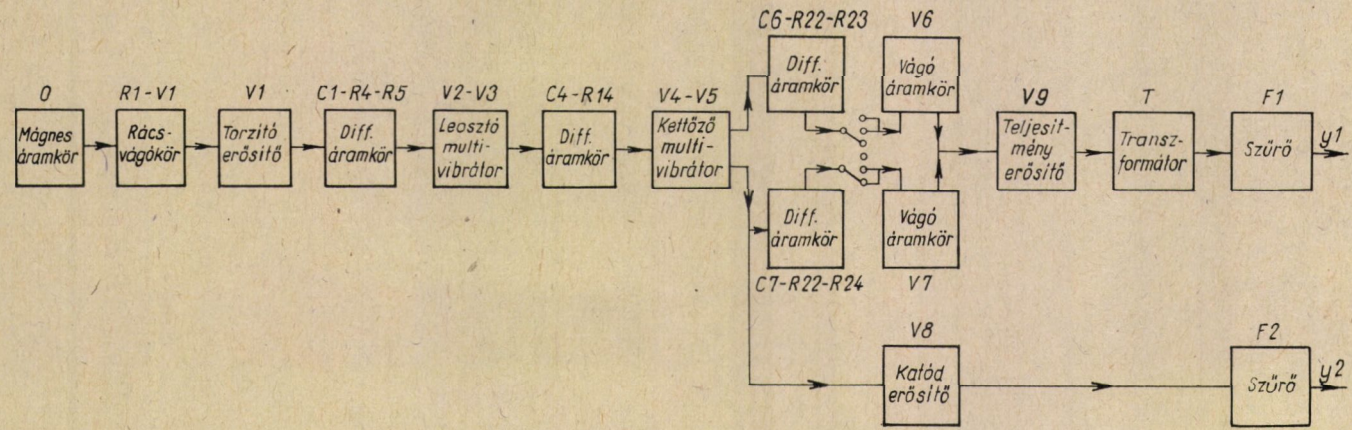 O
Mágnes
áramkör
R1-V1
Rács-
vágókör
V1
Torzító
erősítő
C1-R4-R5
Diff.
áramkör
V2-V3
Leosztó
multi-
vibrátor
C4-R14
Diff.
áramkör
V4-V5
Kettőző
multi-
vibrátor
C6-R22-R23
Diff.
áramkör
V6
Vágó
áramkör
Diff.
áramkör
C7-R22-R24
Vágó
áramkör
V7
V9
Teljesít-
mény
erősítő
T
Transz-
formátor
F1
Szűrő
y1
V8
Katód
erősítő
F2
Szűrő
y2